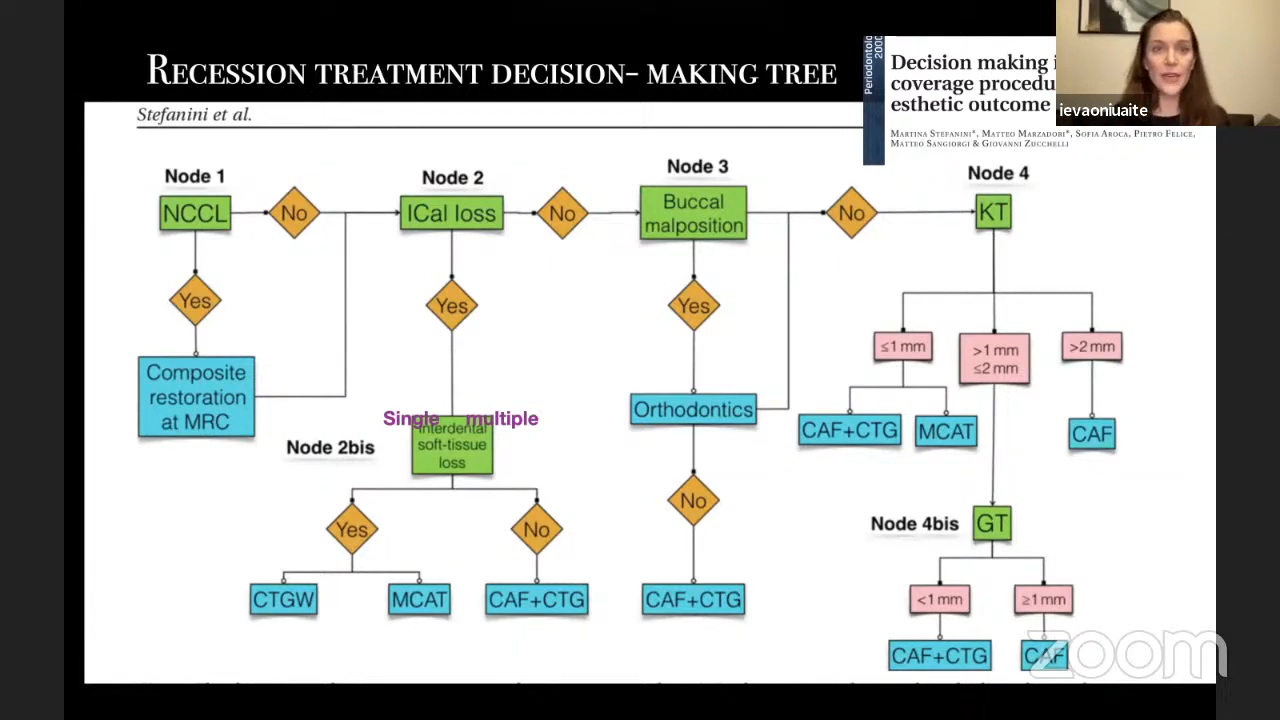 RECESSION TREATMENT DECISION– MAKING TREE
Periodontolo
2000
Decision making i
coverage procedu
esthetic outcome
ievaoniuaite
MARTINA STEFANINI*, MATTEO MARZADORI*, SOFIA AROCA, PIETRO FELICE,
MATTEO SANGIORGI & GIOVANNI ZUCCHELLI
Stefanini et al.
Node 1
NCCL
No
Yes
Composite
restoration
at MRC
Node 2
ICal loss
No
Yes
Single multiple
Node 2bis
Interdental
soft-tissue
loss
Yes
No
CTGW
MCAT
CAF+CTG
Node 3
Buccal
malposition
No
Yes
Orthodontics
No
CAF+CTG
Node 4
KT
≤1 mm
>1 mm
≤2 mm
>2 mm
CAF+CTG
MCAT
CAF
Node 4bis
GT
<1 mm
≥1 mm
CAF+CTG
CAF
zoom